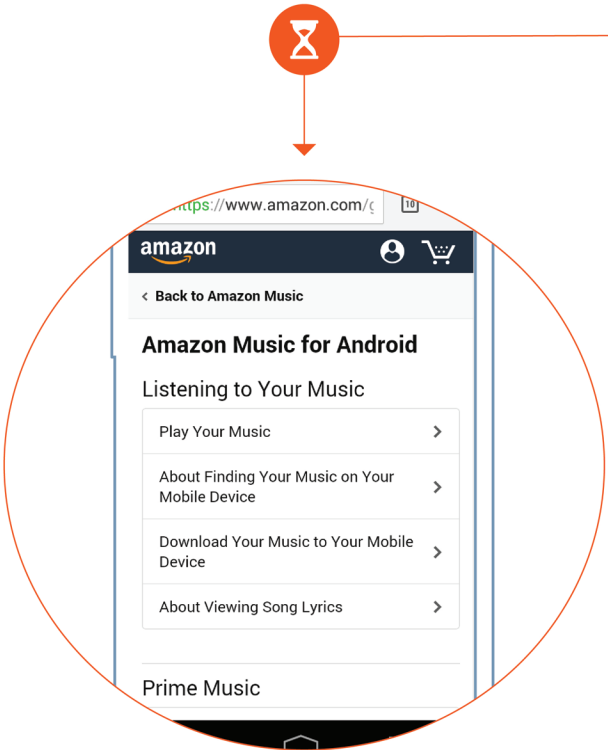 https://www.amazon.com/g
10
amazon
Back to Amazon Music
Amazon Music for Android
Listening to Your Music
Play Your Music
About Finding Your Music on Your
Mobile Device
Download Your Music to Your Mobile
Device
About Viewing Song Lyrics
Prime Music